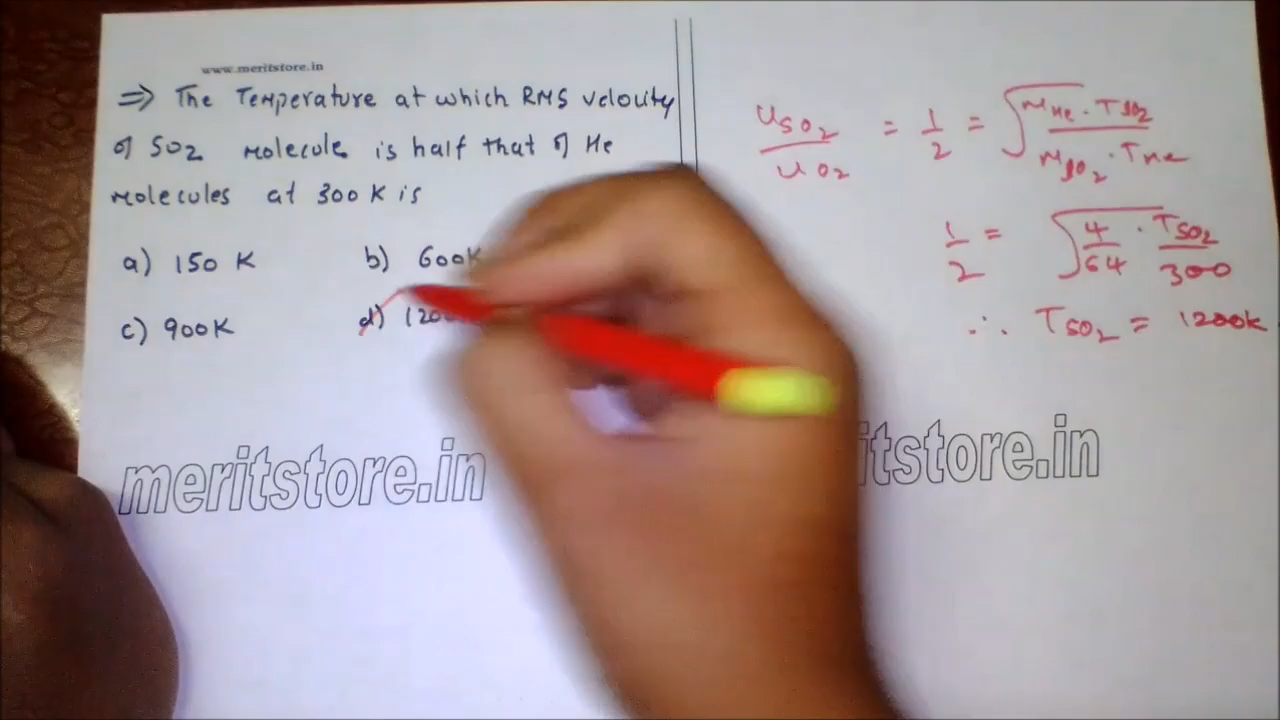 www.meritstore.in
⇒ The Temperature at which RMS velouty
of SO2 molecule is half that of He
molecules at 300 K is
a) 150 K b) 600K
c) 900K d) 1200
meritstore.in
uSO2 / uO2 = 1/2 = √(MHe · TSO2 / MSO2 · THe)
1/2 = √(4/64 · TSO2/300)
∴ TSO2 = 1200k
itstore.in